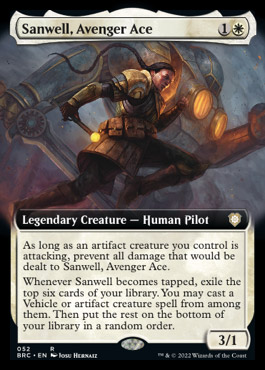 Sanwell, Avenger Ace 1
Legendary Creature — Human Pilot
As long as an artifact creature you control is
attacking, prevent all damage that would
be dealt to Sanwell, Avenger Ace.
Whenever Sanwell becomes tapped, exile the
top six cards of your library. You may cast a
Vehicle or artifact creature spell from among
them. Then put the rest on the bottom of
your library in a random order.
3/1
052 R
BRC • EN Josu Hernaiz
™ & © 2022 Wizards of the Coast